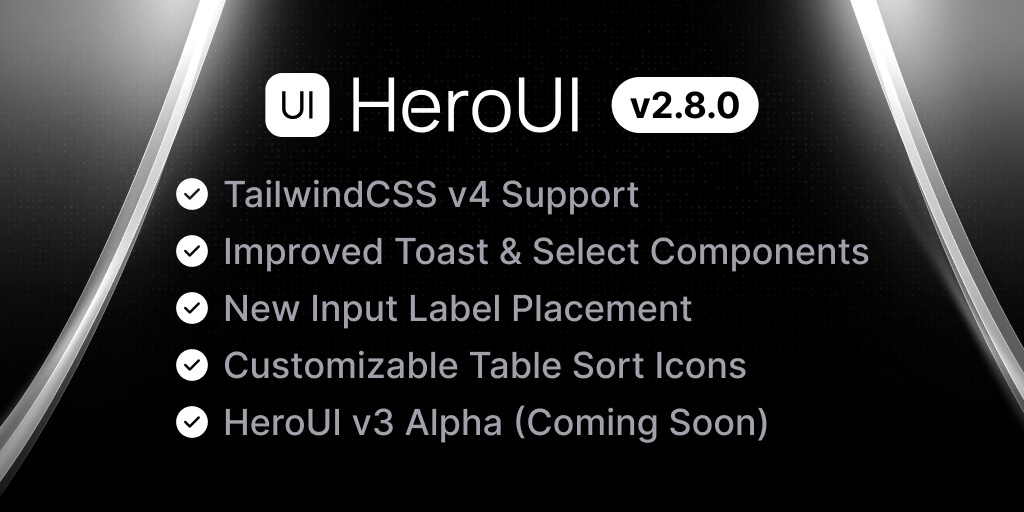 UI HeroUI v2.8.0
TailwindCSS v4 Support
Improved Toast & Select Components
New Input Label Placement
Customizable Table Sort Icons
HeroUI v3 Alpha (Coming Soon)